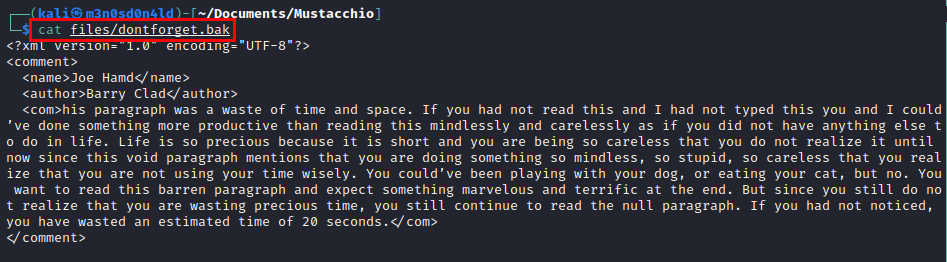 ┌──(kali㉿m3n0sd0n4ld)-[~/Documents/Mustacchio]
└─$ cat files/dontforget.bak
<?xml version="1.0" encoding="UTF-8"?>
<comment>
  <name>Joe Hamd</name>
  <author>Barry Clad</author>
  <com>his paragraph was a waste of time and space. If you had not read this and I had not typed this you and I could
’ve done something more productive than reading this mindlessly and carelessly as if you did not have anything else t
o do in life. Life is so precious because it is short and you are being so careless that you do not realize it until
now since this void paragraph mentions that you are doing something so mindless, so stupid, so careless that you real
ize that you are not using your time wisely. You could’ve been playing with your dog, or eating your cat, but no. You
 want to read this barren paragraph and expect something marvelous and terrific at the end. But since you still do no
t realize that you are wasting precious time, you still continue to read the null paragraph. If you had not noticed,
you have wasted an estimated time of 20 seconds.</com>
</comment>